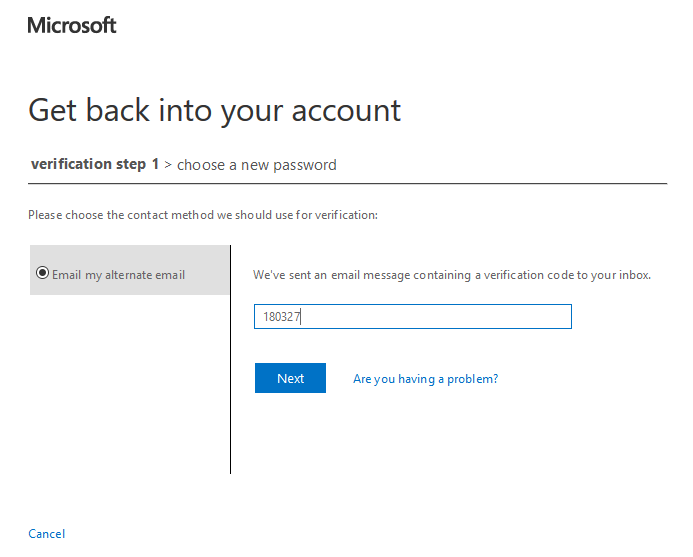 Microsoft
Get back into your account
verification step 1 > choose a new password
Please choose the contact method we should use for verification:
Email my alternate email
We've sent an email message containing a verification code to your inbox.
180327
Next
Are you having a problem?
Cancel